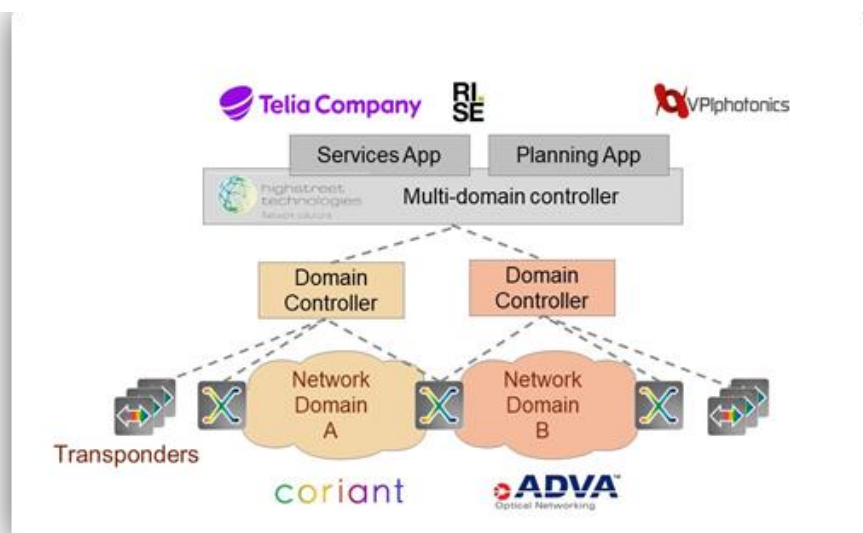 Telia Company
RI.
SE
VPIphotonics
Services App
Planning App
highstreet
technologies
Multi-domain controller
Domain
Controller
Domain
Controller
Network
Domain
A
Network
Domain
B
Transponders
coriant
ADVA™
Optical Networking